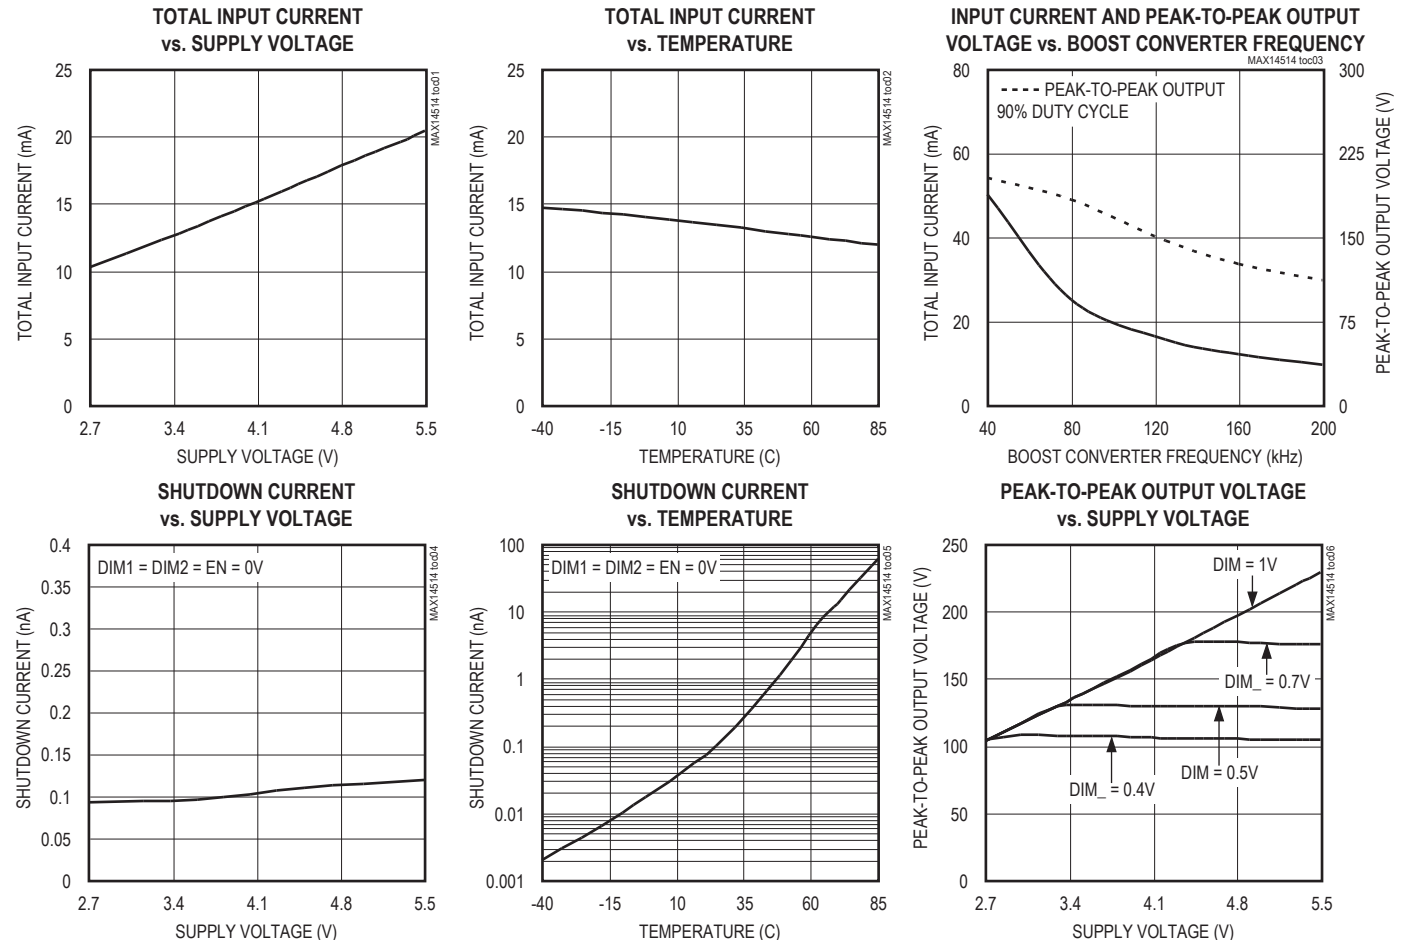 TOTAL INPUT CURRENT
vs. SUPPLY VOLTAGE
MAX14514 toc01
TOTAL INPUT CURRENT (mA)
25
20
15
10
5
0
2.7 3.4 4.1 4.8 5.5
SUPPLY VOLTAGE (V)
TOTAL INPUT CURRENT
vs. TEMPERATURE
MAX14514 toc02
TOTAL INPUT CURRENT (mA)
25
20
15
10
5
0
-40 -15 10 35 60 85
TEMPERATURE (C)
INPUT CURRENT AND PEAK-TO-PEAK OUTPUT
VOLTAGE vs. BOOST CONVERTER FREQUENCY
MAX14514 toc03
TOTAL INPUT CURRENT (mA)
80
60
40
20
0
PEAK-TO-PEAK OUTPUT
90% DUTY CYCLE
300
225
150
75
0
PEAK-TO-PEAK OUTPUT VOLTAGE (V)
40 80 120 160 200
BOOST CONVERTER FREQUENCY (kHz)
SHUTDOWN CURRENT
vs. SUPPLY VOLTAGE
MAX14514 toc04
SHUTDOWN CURRENT (nA)
0.4
0.35
0.3
0.25
0.2
0.15
0.1
0.05
0
DIM1 = DIM2 = EN = 0V
2.7 3.4 4.1 4.8 5.5
SUPPLY VOLTAGE (V)
SHUTDOWN CURRENT
vs. TEMPERATURE
MAX14514 toc05
SHUTDOWN CURRENT (nA)
100
10
1
0.1
0.01
0.001
DIM1 = DIM2 = EN = 0V
-40 -15 10 35 60 85
TEMPERATURE (C)
PEAK-TO-PEAK OUTPUT VOLTAGE
vs. SUPPLY VOLTAGE
MAX14514 toc06
PEAK-TO-PEAK OUTPUT VOLTAGE (V)
250
200
150
100
50
0
DIM = 1V
DIM_ = 0.7V
DIM = 0.5V
DIM_ = 0.4V
2.7 3.4 4.1 4.8 5.5
SUPPLY VOLTAGE (V)